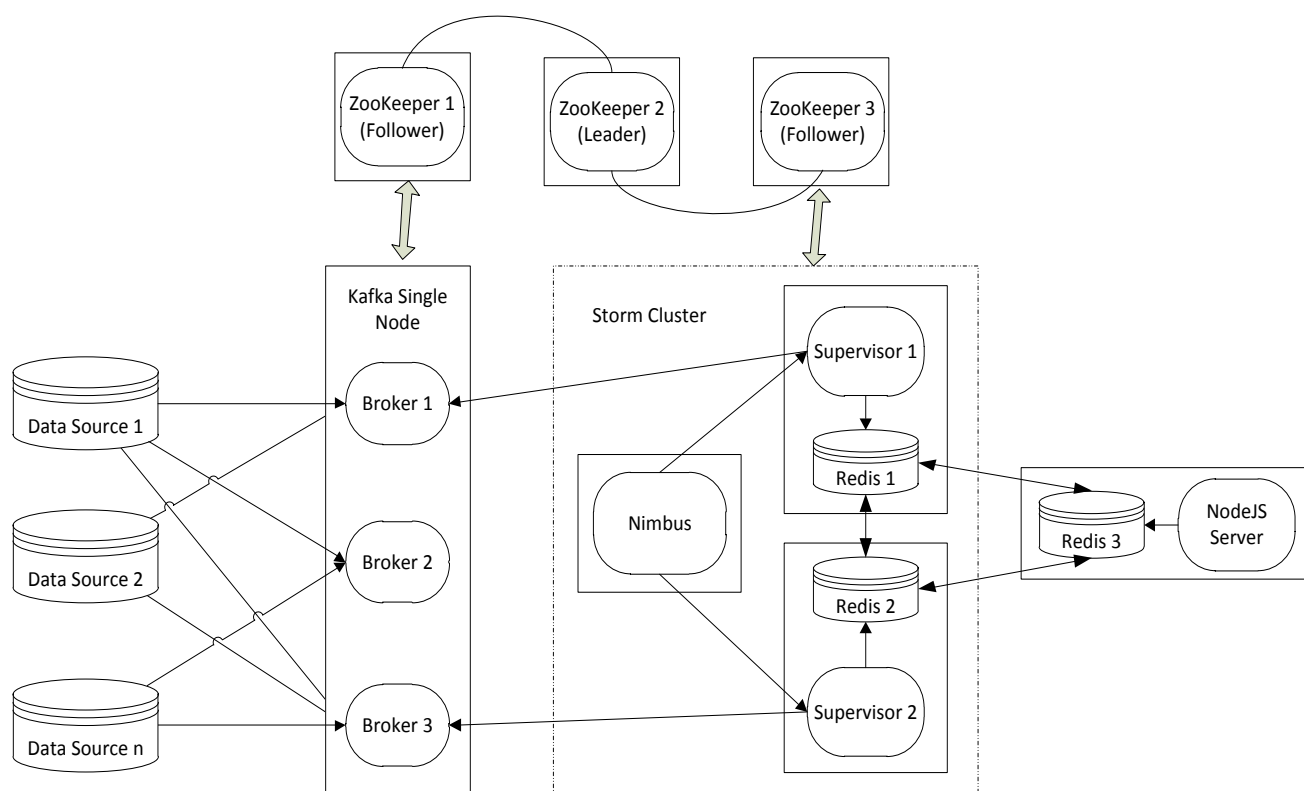 ZooKeeper 1
(Follower)
ZooKeeper 2
(Leader)
ZooKeeper 3
(Follower)
Kafka Single
Node
Storm Cluster
Data Source 1
Data Source 2
Data Source n
Broker 1
Broker 2
Broker 3
Nimbus
Supervisor 1
Redis 1
Redis 2
Supervisor 2
Redis 3
NodeJS
Server